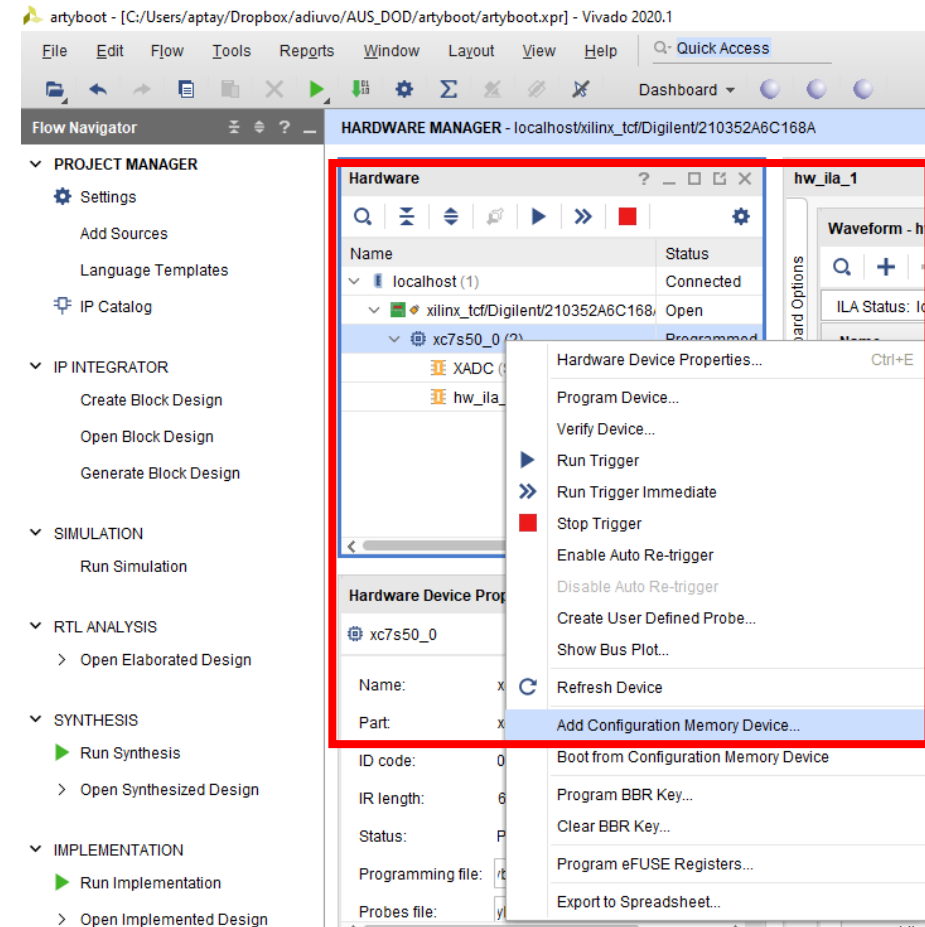 artyboot - [C:/Users/aptay/Dropbox/adiuvo/AUS_DOD/artyboot/artyboot.xpr] - Vivado 2020.1
File Edit Flow Tools Reports Window Layout View Help Quick Access
Dashboard
Flow Navigator
HARDWARE MANAGER - localhost/xilinx_tcf/Digilent/210352A6C168A
PROJECT MANAGER
Settings
Add Sources
Language Templates
IP Catalog
IP INTEGRATOR
Create Block Design
Open Block Design
Generate Block Design
SIMULATION
Run Simulation
RTL ANALYSIS
Open Elaborated Design
SYNTHESIS
Run Synthesis
Open Synthesized Design
IMPLEMENTATION
Run Implementation
Open Implemented Design
Hardware
Name Status
localhost (1) Connected
xilinx_tcf/Digilent/210352A6C168 Open
xc7s50_0 (2) Programmed
XADC
hw_ila_
Hardware Device Prop
xc7s50_0
Name:
Part:
ID code: 0
IR length: 6
Status: P
Programming file:
Probes file:
Hardware Device Properties... Ctrl+E
Program Device...
Verify Device...
Run Trigger
Run Trigger Immediate
Stop Trigger
Enable Auto Re-trigger
Disable Auto Re-trigger
Create User Defined Probe...
Show Bus Plot...
Refresh Device
Add Configuration Memory Device...
Boot from Configuration Memory Device
Program BBR Key...
Clear BBR Key...
Program eFUSE Registers...
Export to Spreadsheet...
hw_ila_1
Waveform - h
ILA Status:
Options